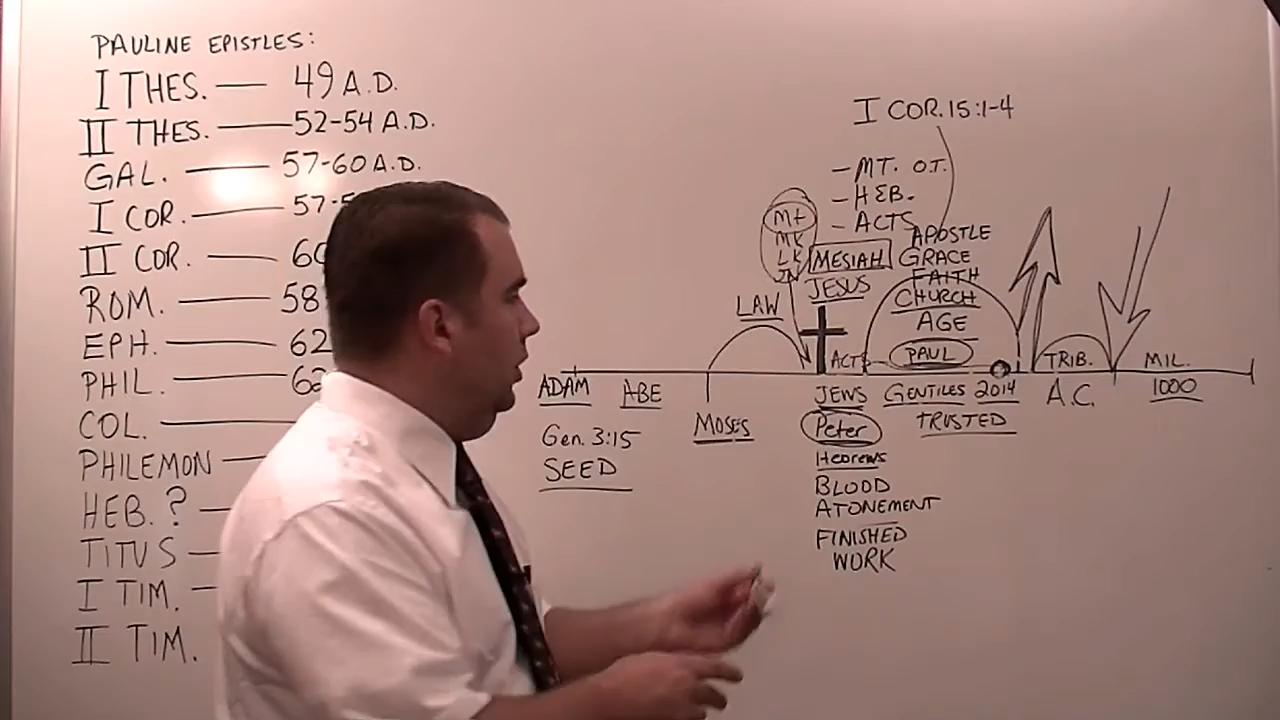 PAULINE EPISTLES:
I THES. — 49 A.D.
II THES. — 52-54 A.D.
GAL. — 57-60 A.D.
I COR. — 57-5
II COR. — 60
ROM. — 58
EPH. — 62
PHIL. — 62
COL. —
PHILEMON —
HEB. ? —
TITUS —
I TIM. —
II TIM.
I COR. 15:1-4
- MT. O.T.
- HEB.
- ACTS
Mt
MK
LK
JN
MESIAH
JESUS
APOSTLE
GRACE
FAITH
CHURCH
AGE
PAUL
LAW
ACTS
TRIB.
MIL.
ADAM
ABE
MOSES
JEWS
GENTILES 2014
A.C.
1000
Gen. 3:15
SEED
Peter
TRUSTED
Hebrews
BLOOD
ATONEMENT
FINISHED
WORK